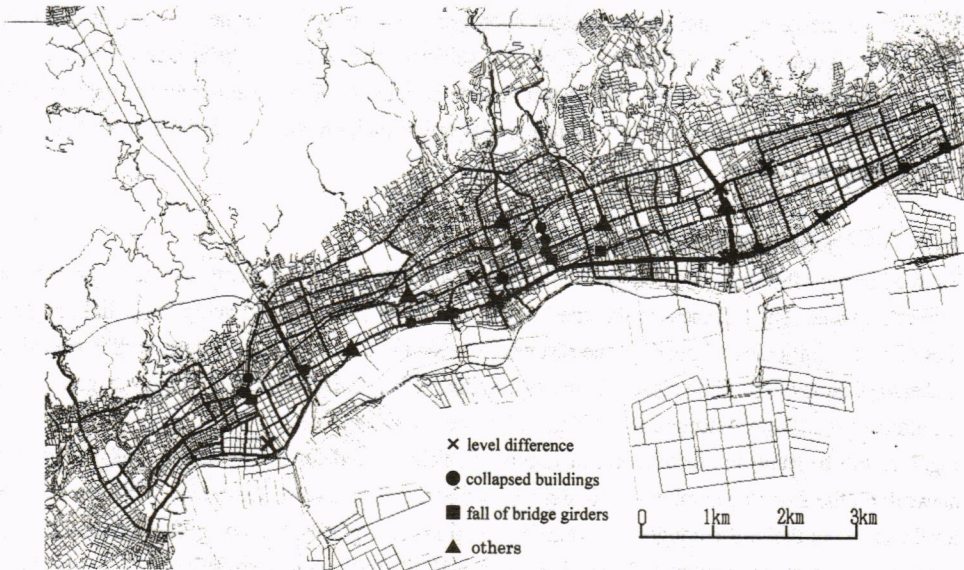 × level difference
● collapsed buildings
■ fall of bridge girders
▲ others
0 1km 2km 3km